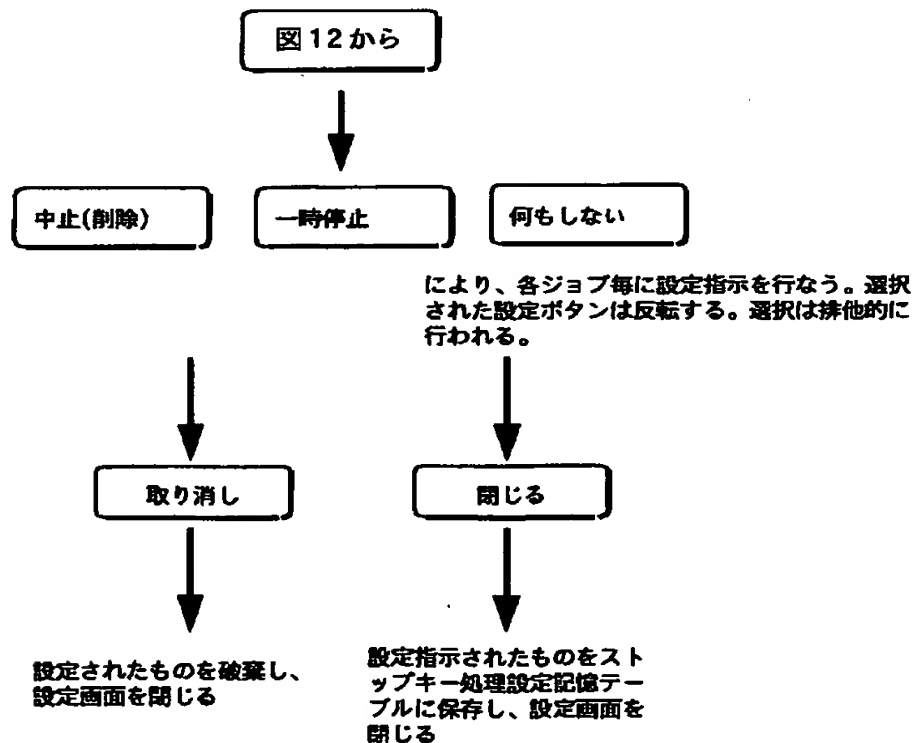 図12から
中止(削除)
一時停止
何もしない
により、各ジョブ毎に設定指示を行なう。選択
された設定ボタンは反転する。選択は排他的に
行われる。
取り消し
閉じる
設定されたものを破棄し、
設定画面を閉じる
設定指示されたものをスト
ップキー処理設定記憶テー
ブルに保存し、設定画面を
閉じる